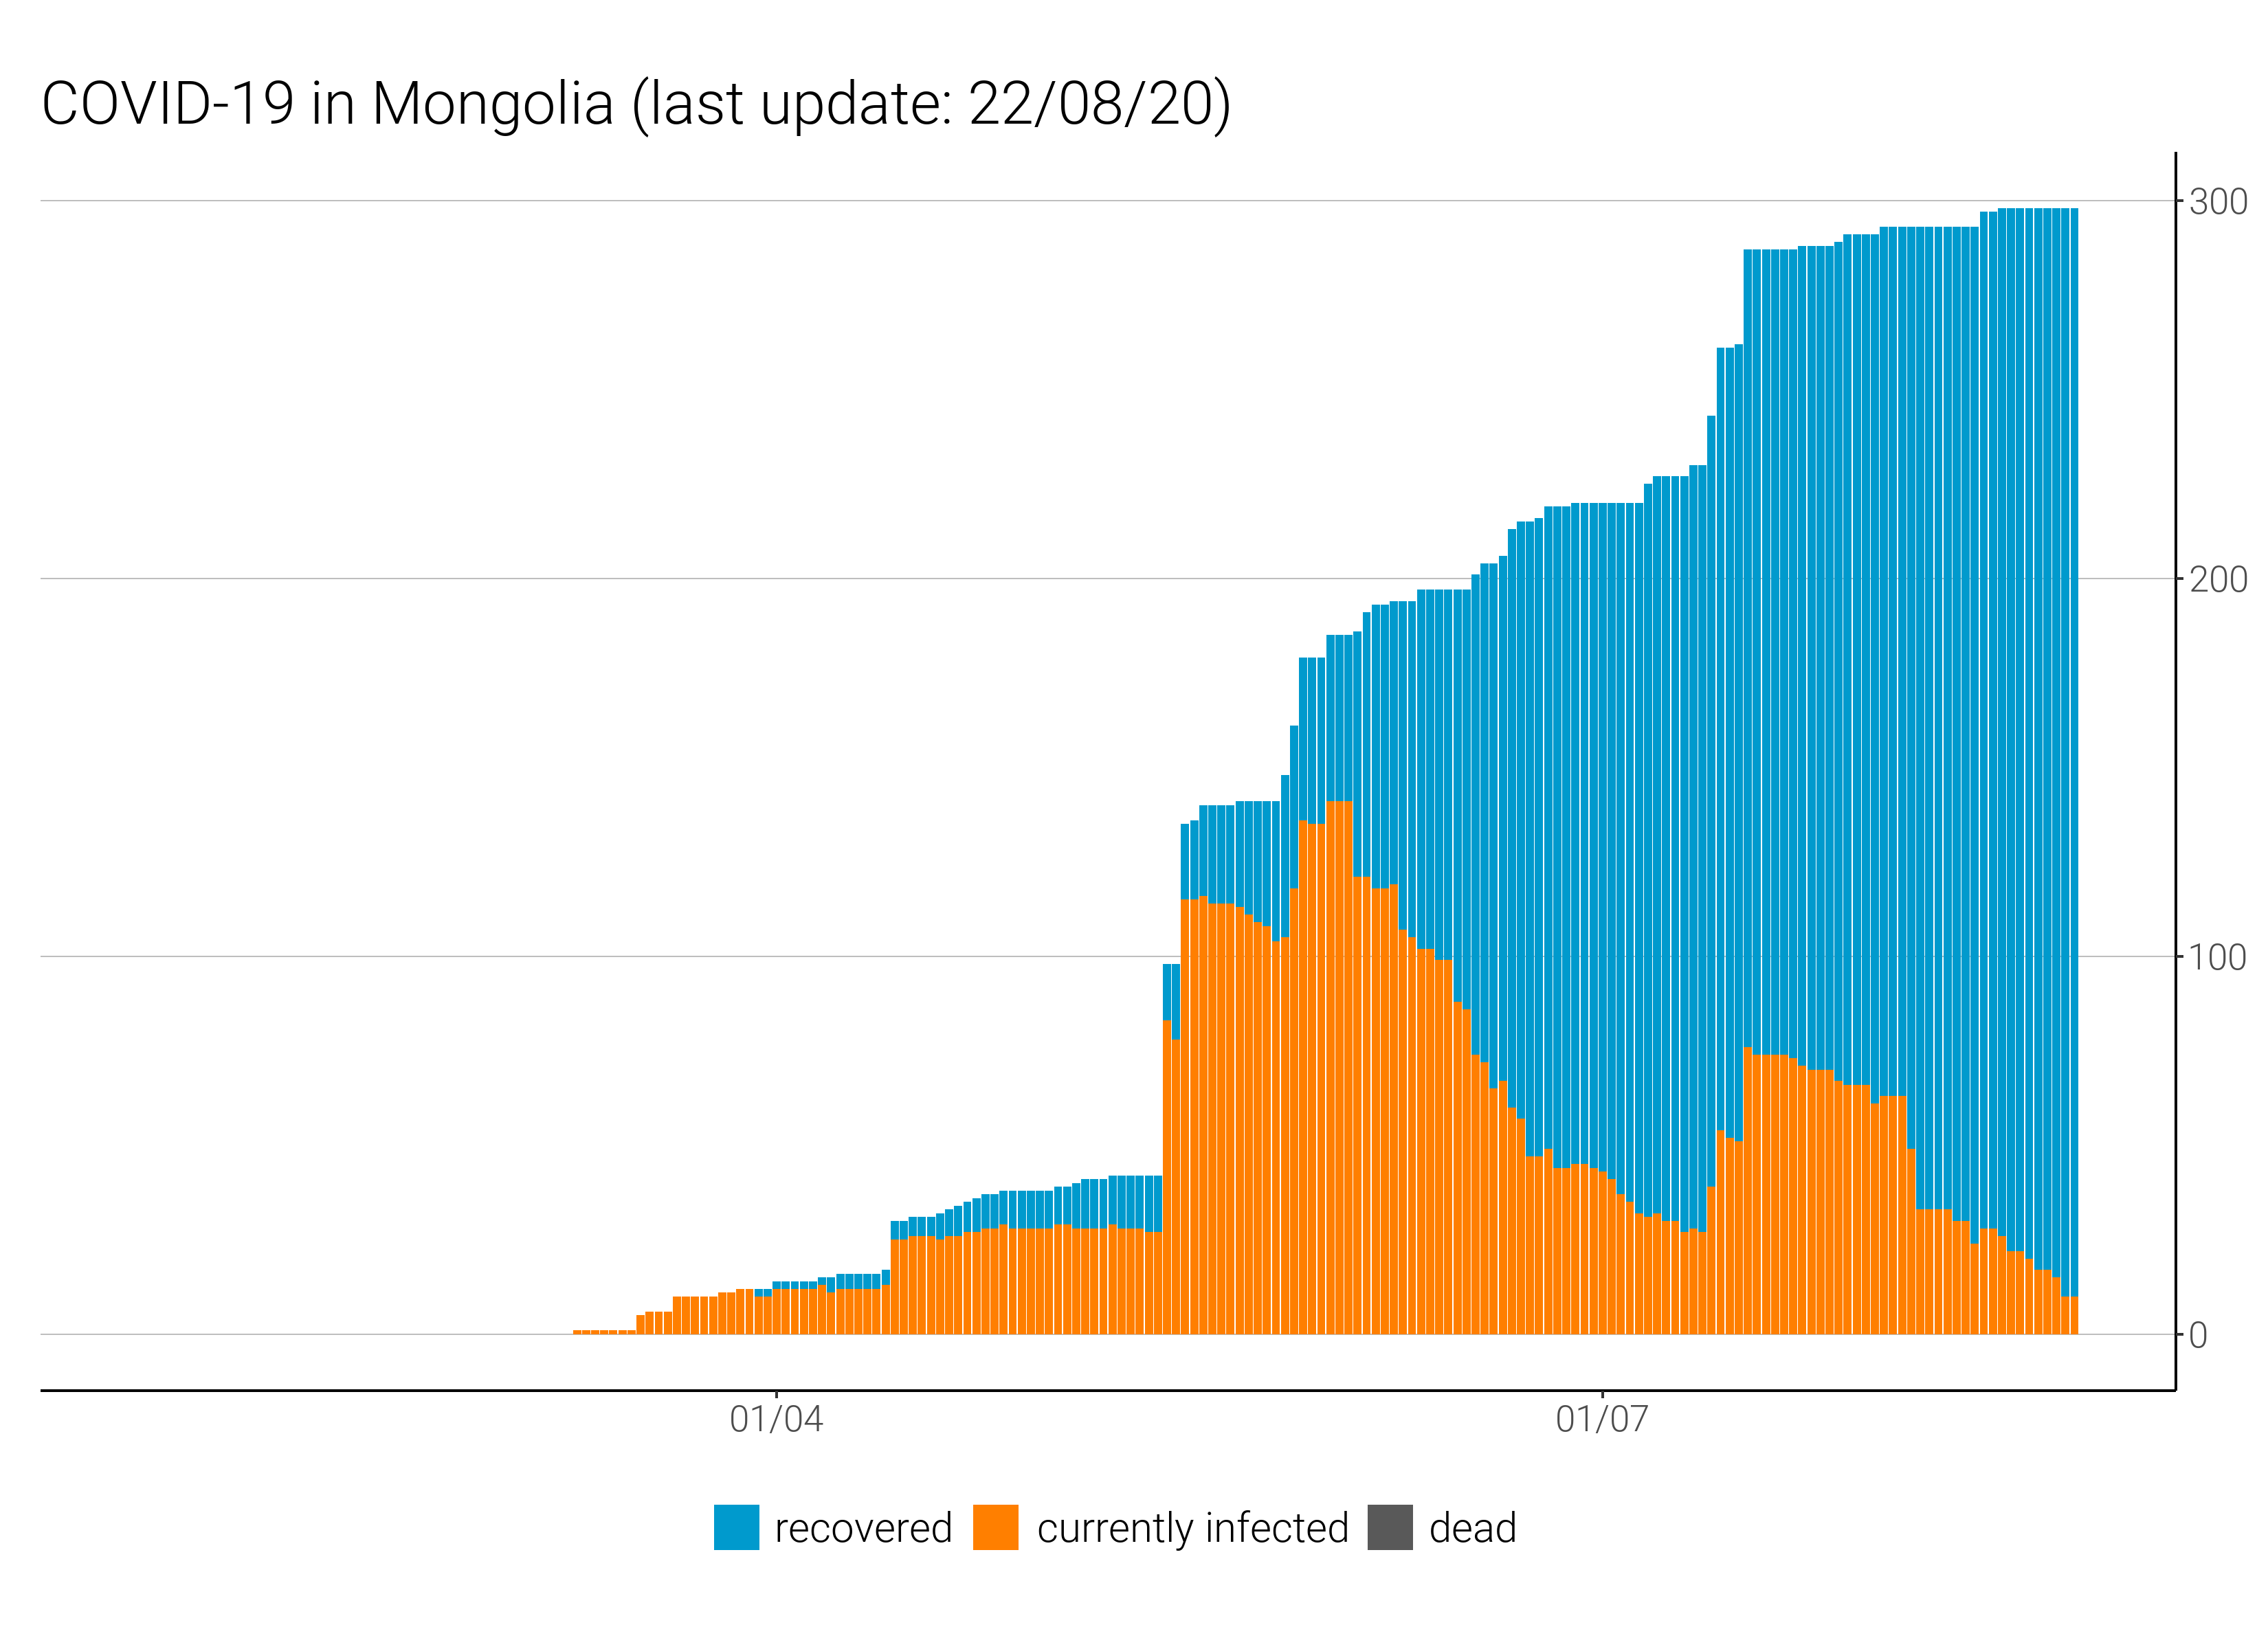 COVID-19 in Mongolia (last update: 22/08/20)
300
200
100
0
01/04 01/07
recovered currently infected dead